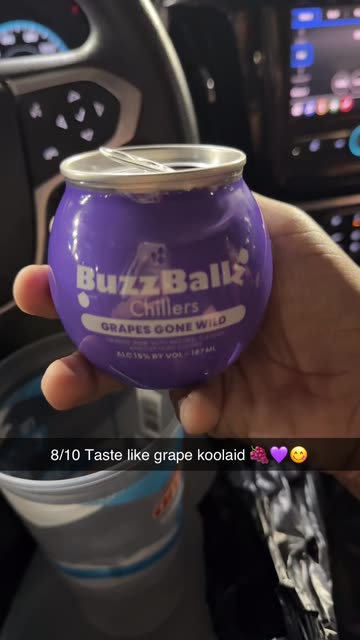 BuzzBallz
Chillers
GRAPES GONE WILD
ALC 15% BY VOL - 187 ML
8/10 Taste like grape koolaid 🍇💜😋